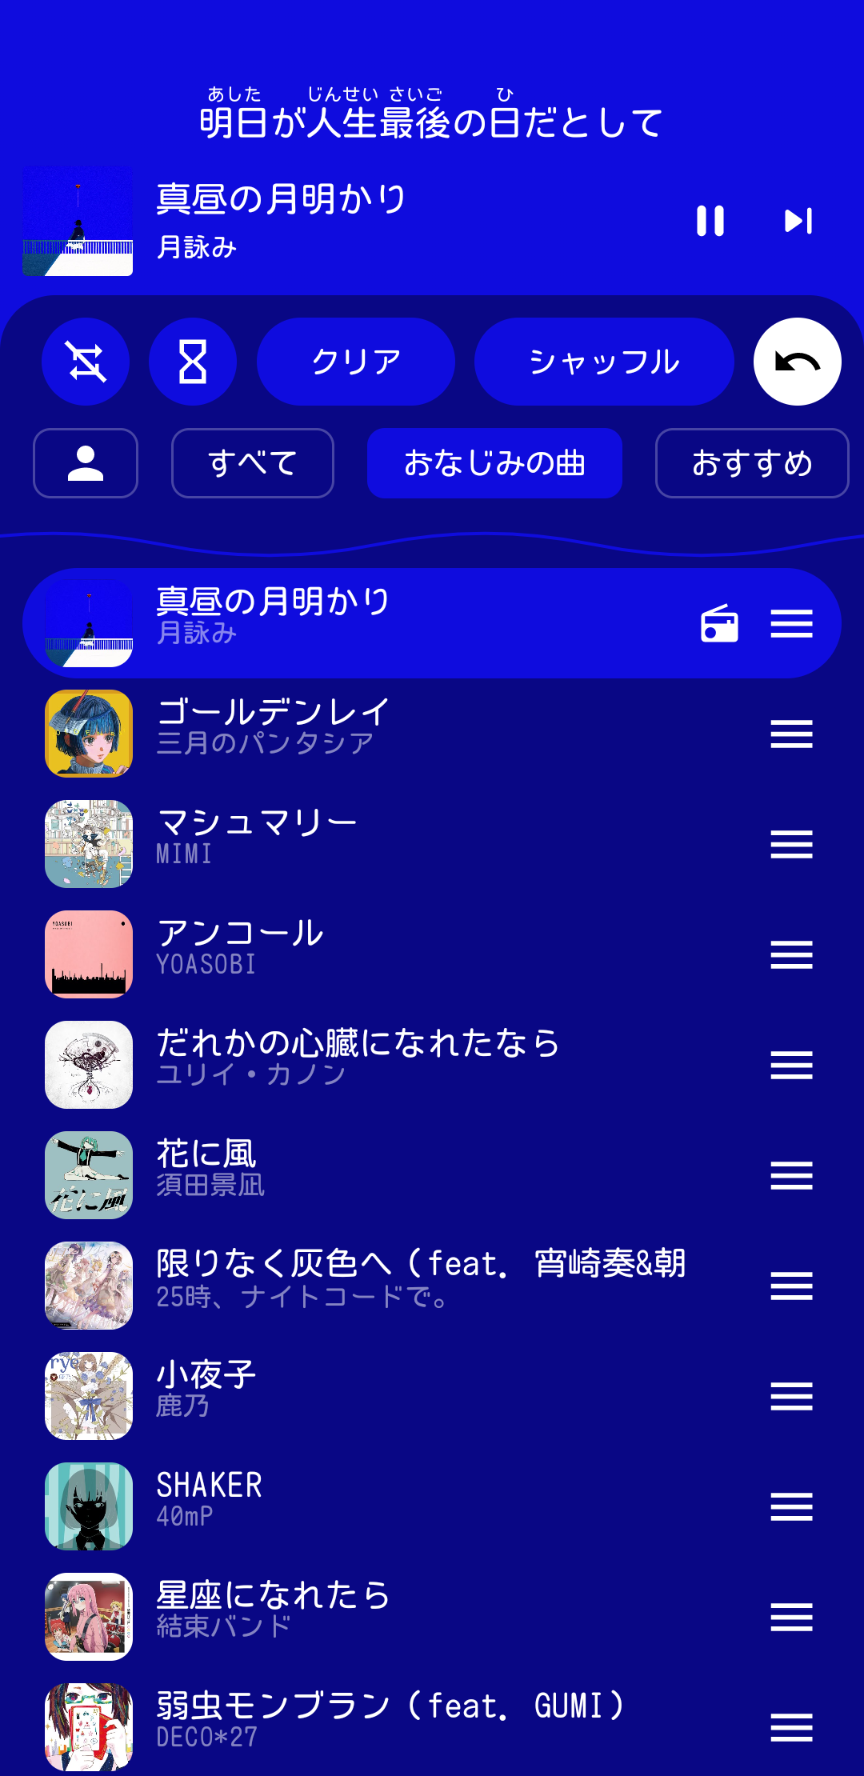 あした じんせい さいご ひ
明日が人生最後の日だとして
真昼の月明かり
月詠み
クリア
シャッフル
すべて
おなじみの曲
おすすめ
真昼の月明かり
月詠み
ゴールデンレイ
三月のパンタシア
マシュマリー
MIMI
YOASOBI
アンコール
YOASOBI
だれかの心臓になれたなら
ユリイ・カノン
花に風
花に風
須田景凪
限りなく灰色へ（feat. 宵崎奏&朝
25時、ナイトコードで。
rye
小夜子
鹿乃
SHAKER
40mP
星座になれたら
結束バンド
弱虫モンブラン（feat. GUMI）
DECO*27